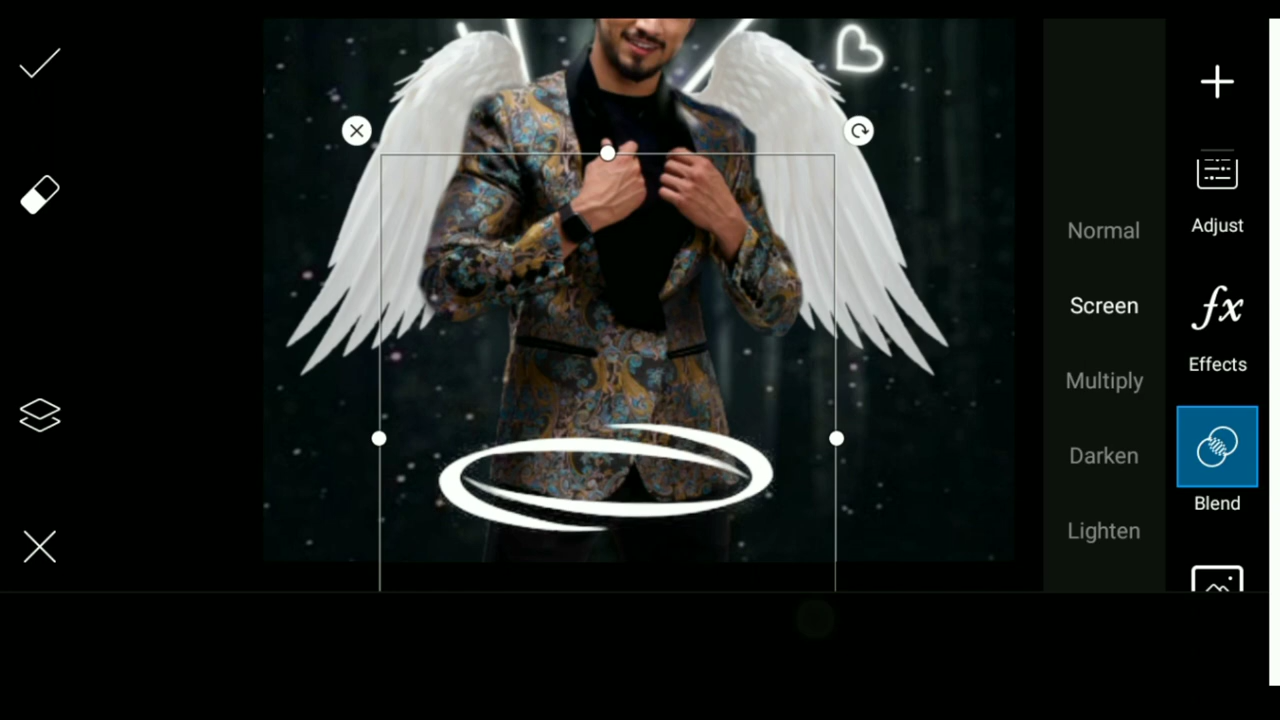 Normal
Screen
Multiply
Darken
Lighten
Adjust
fx
Effects
Blend